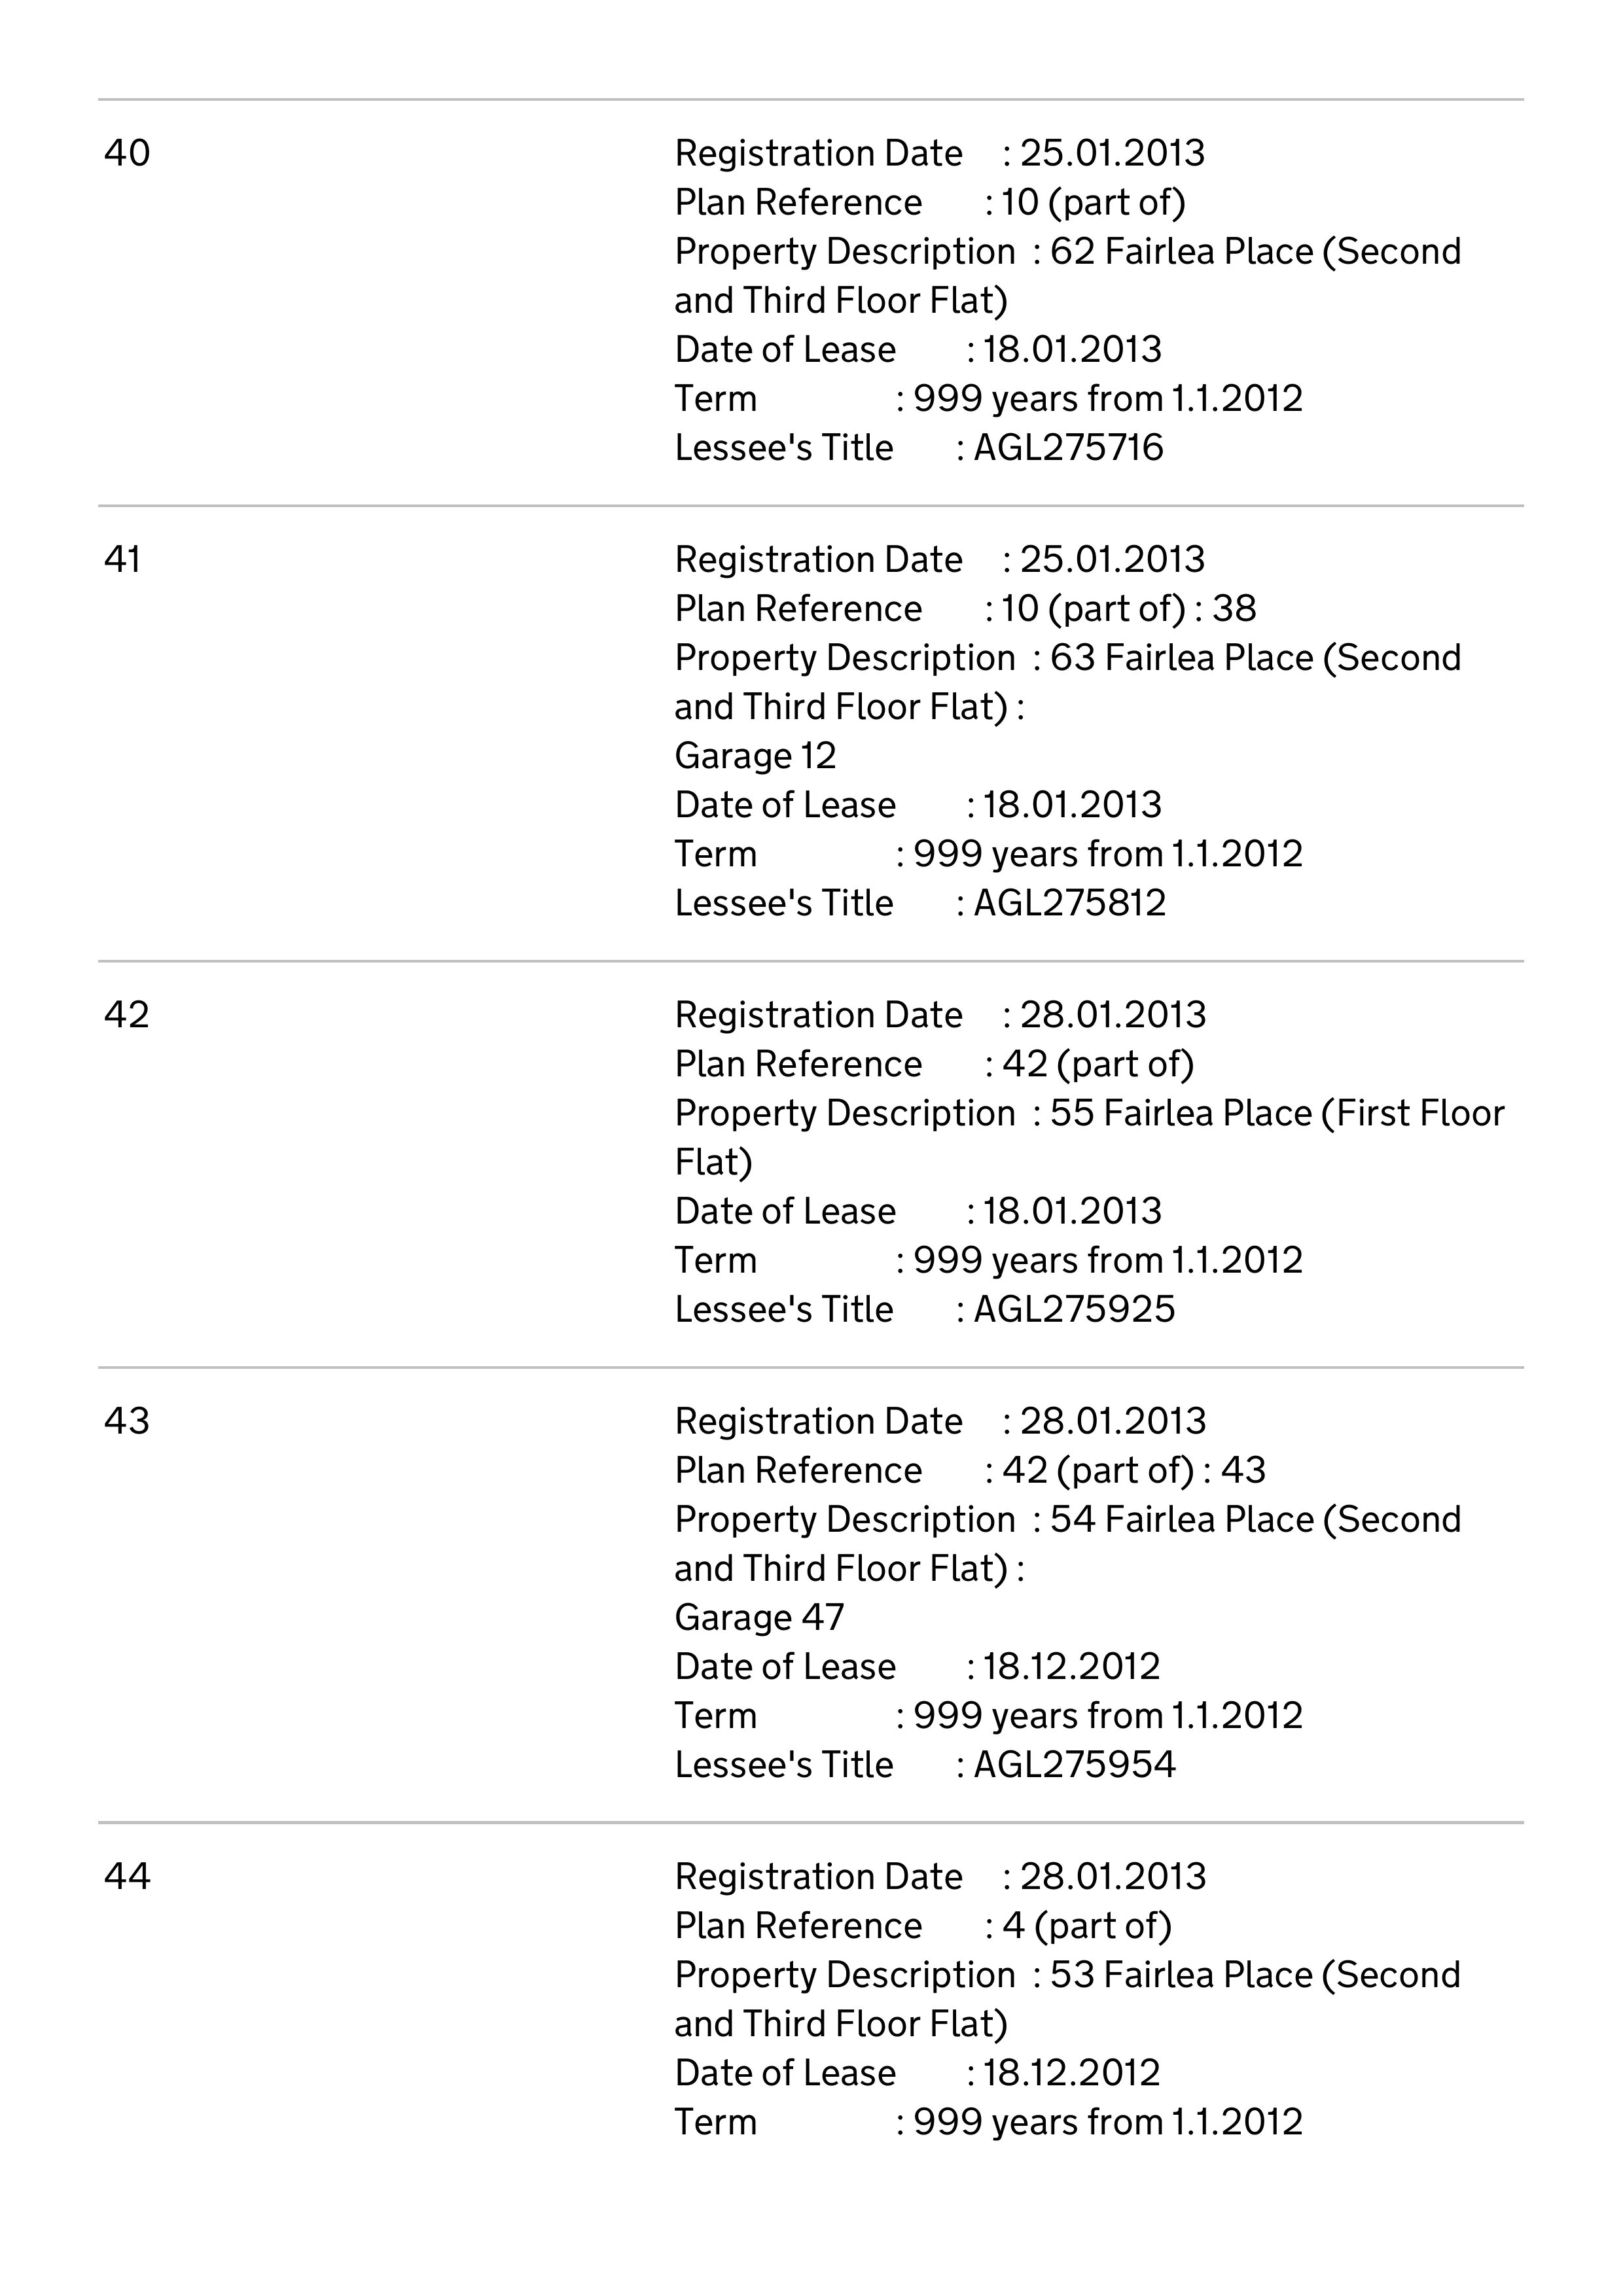 40 Registration Date : 25.01.2013
Plan Reference : 10 (part of)
Property Description : 62 Fairlea Place (Second
and Third Floor Flat)
Date of Lease : 18.01.2013
Term : 999 years from 1.1.2012
Lessee's Title : AGL275716
41 Registration Date : 25.01.2013
Plan Reference : 10 (part of) : 38
Property Description : 63 Fairlea Place (Second
and Third Floor Flat) :
Garage 12
Date of Lease : 18.01.2013
Term : 999 years from 1.1.2012
Lessee's Title : AGL275812
42 Registration Date : 28.01.2013
Plan Reference : 42 (part of)
Property Description : 55 Fairlea Place (First Floor
Flat)
Date of Lease : 18.01.2013
Term : 999 years from 1.1.2012
Lessee's Title : AGL275925
43 Registration Date : 28.01.2013
Plan Reference : 42 (part of) : 43
Property Description : 54 Fairlea Place (Second
and Third Floor Flat) :
Garage 47
Date of Lease : 18.12.2012
Term : 999 years from 1.1.2012
Lessee's Title : AGL275954
44 Registration Date : 28.01.2013
Plan Reference : 4 (part of)
Property Description : 53 Fairlea Place (Second
and Third Floor Flat)
Date of Lease : 18.12.2012
Term : 999 years from 1.1.2012